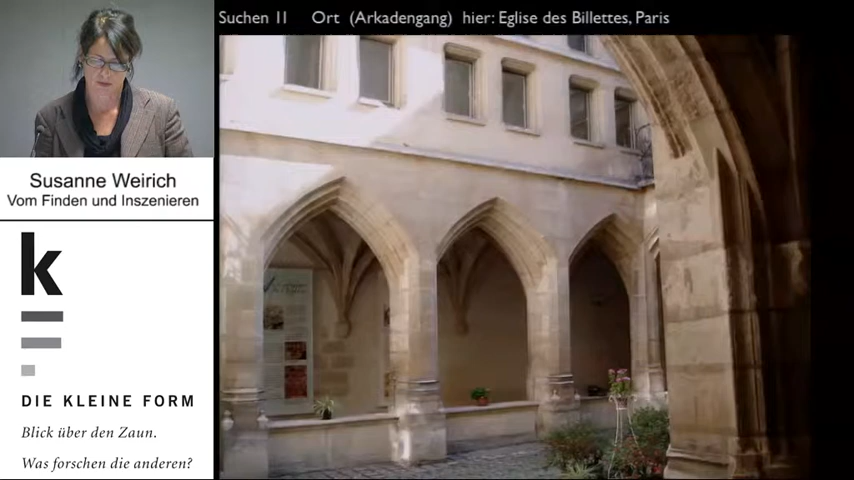 Suchen II Ort (Arkadengang) hier: Eglise des Billettes, Paris
Susanne Weirich
Vom Finden und Inszenieren
k
DIE KLEINE FORM
Blick über den Zaun.
Was forschen die anderen?